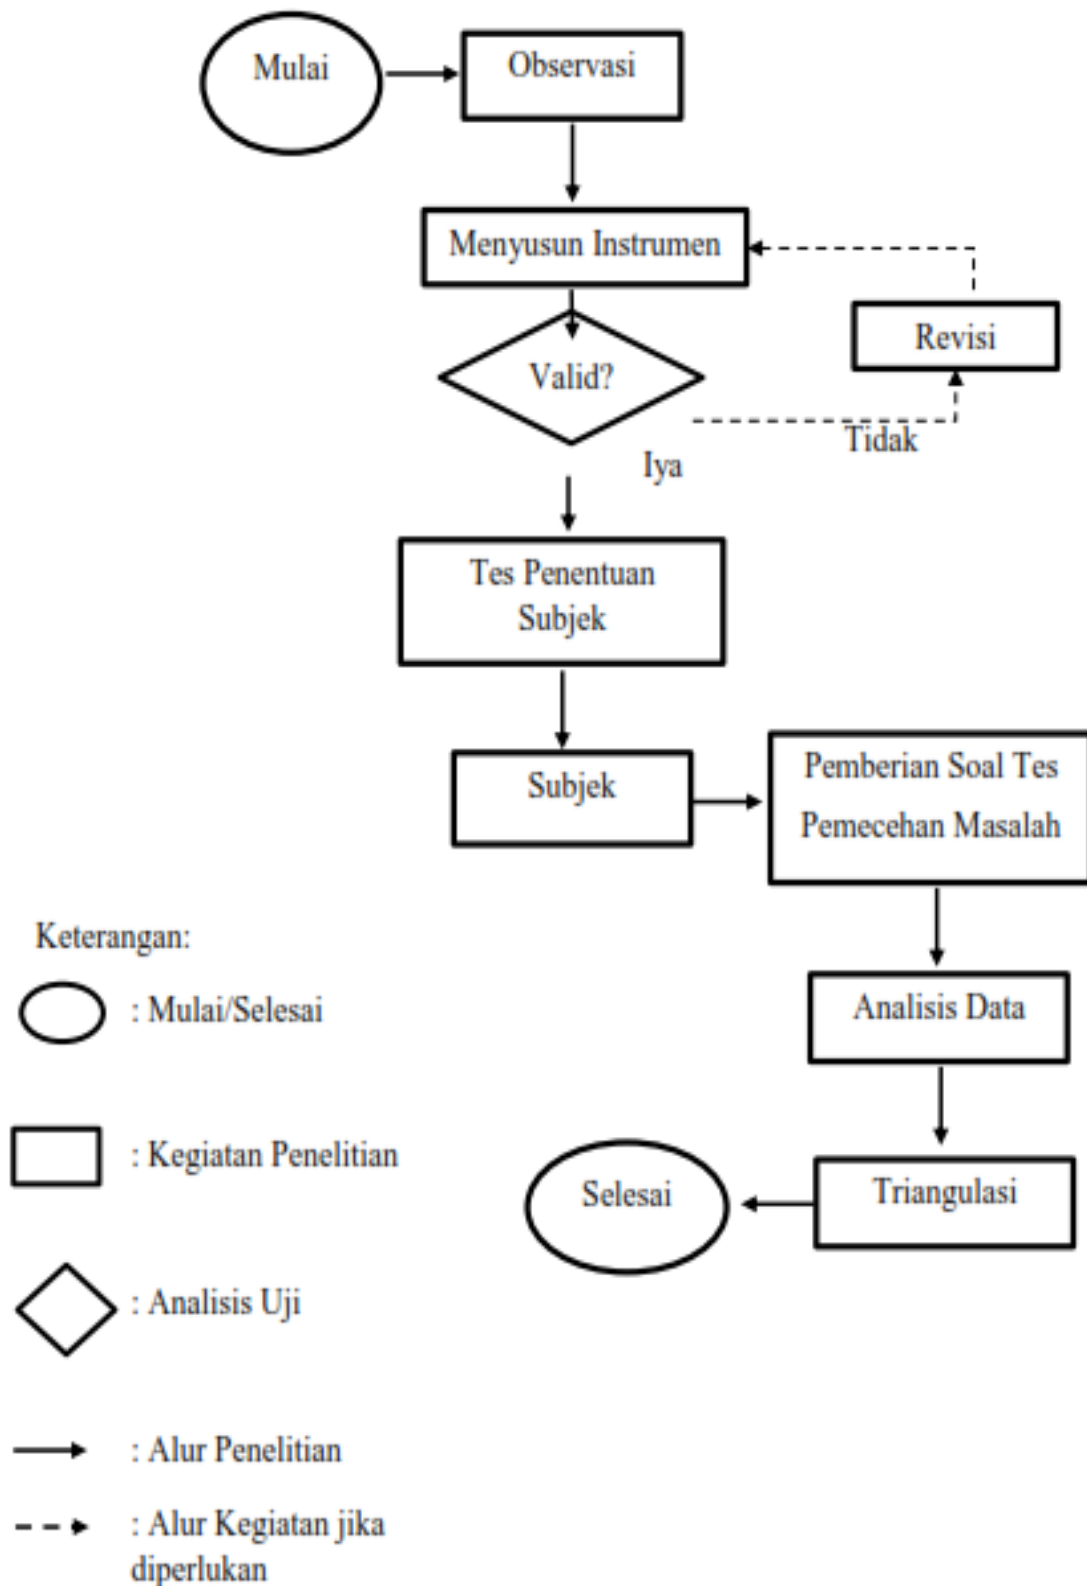 Mulai
Observasi
Menyusun Instrumen
Revisi
Valid?
Tidak
Iya
Tes Penentuan
Subjek
Subjek
Pemberian Soal Tes
Pemecehan Masalah
Analisis Data
Triangulasi
Selesai
Keterangan:
: Mulai/Selesai
: Kegiatan Penelitian
: Analisis Uji
: Alur Penelitian
: Alur Kegiatan jika
diperlukan